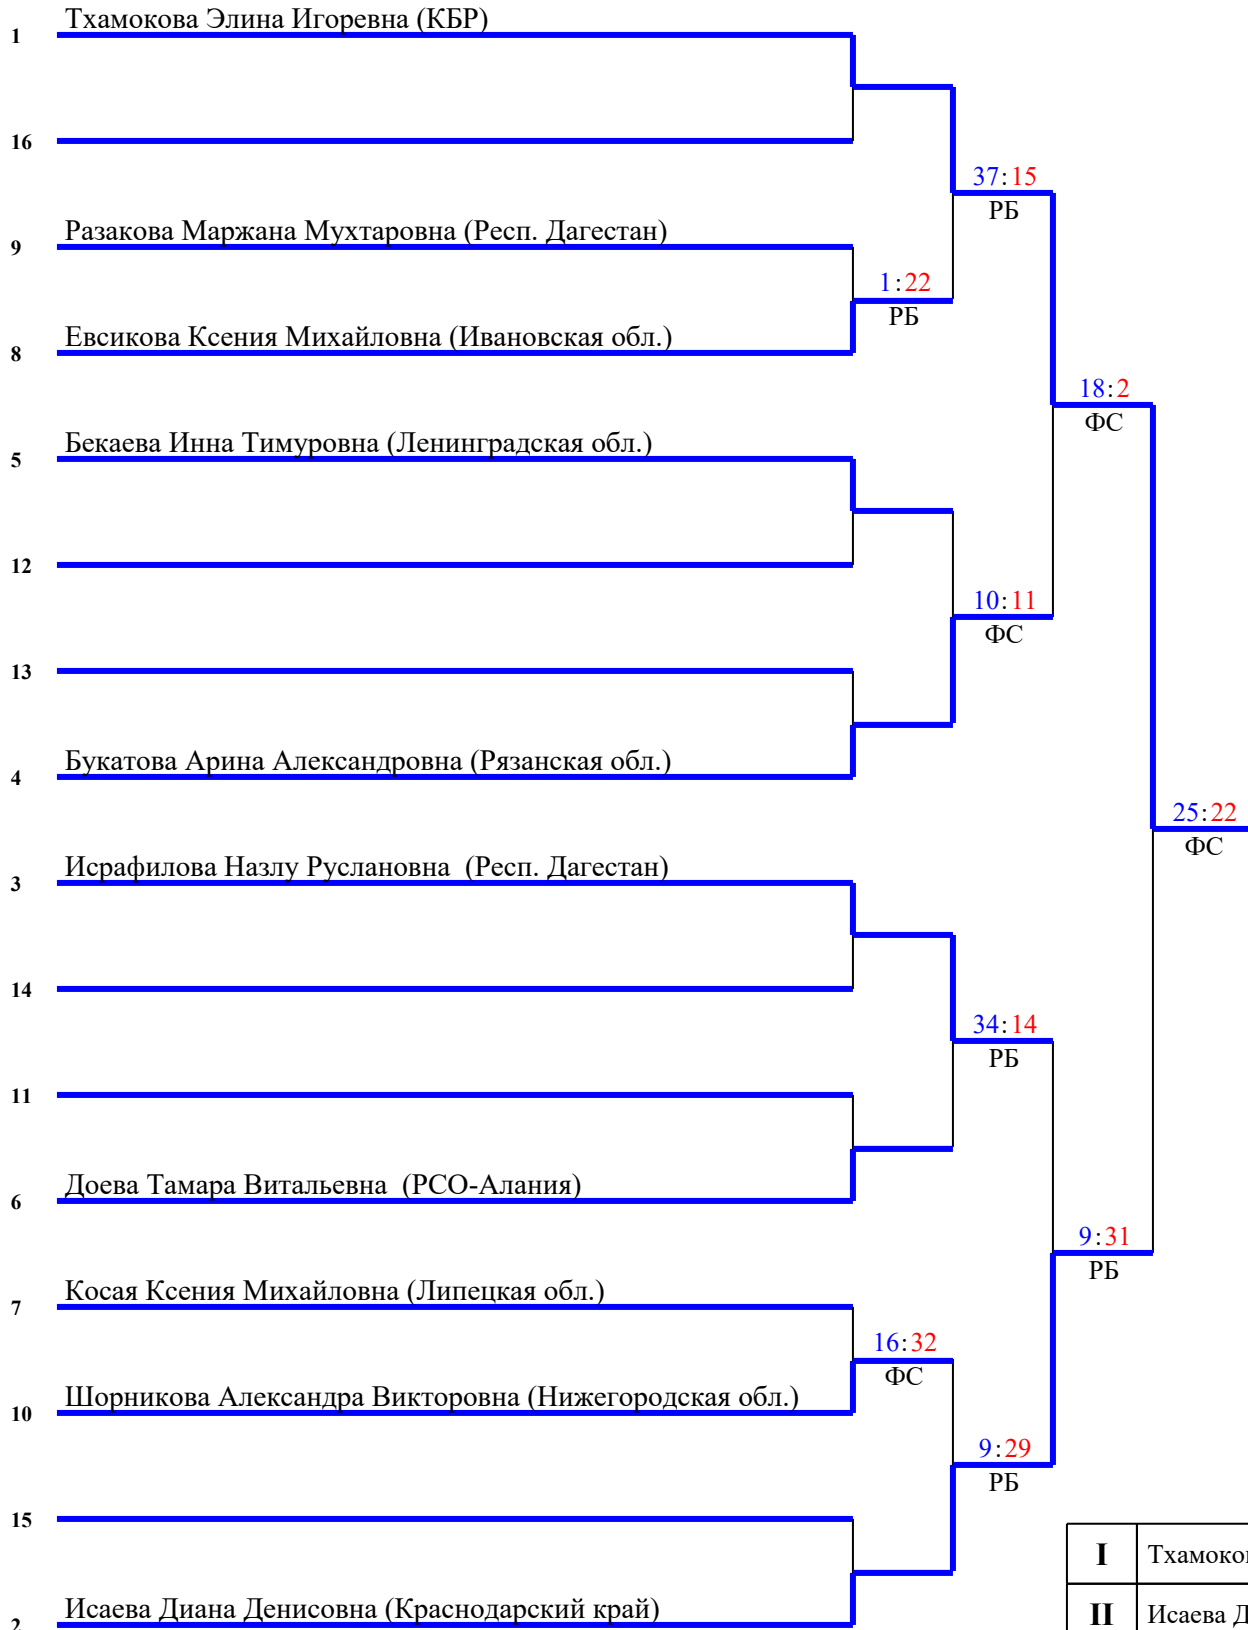 Тхамокова Элина Игоревна (КБР)
1
16
37:15
РБ
Разакова Маржана Мухтаровна (Респ. Дагестан)
9
1:22
РБ
Евсикова Ксения Михайловна (Ивановская обл.)
8
18:2
ФС
Бекаева Инна Тимуровна (Ленинградская обл.)
5
12
10:11
ФС
13
Букатова Арина Александровна (Рязанская обл.)
4
25:22
ФС
Исрафилова Назлу Руслановна (Респ. Дагестан)
3
14
34:14
РБ
11
Доева Тамара Витальевна (РСО-Алания)
6
9:31
РБ
Косая Ксения Михайловна (Липецкая обл.)
7
16:32
ФС
Шорникова Александра Викторовна (Нижегородская обл.)
10
9:29
РБ
15
I Тхамоков
Исаева Диана Денисовна (Краснодарский край)
2
II Исаева Д